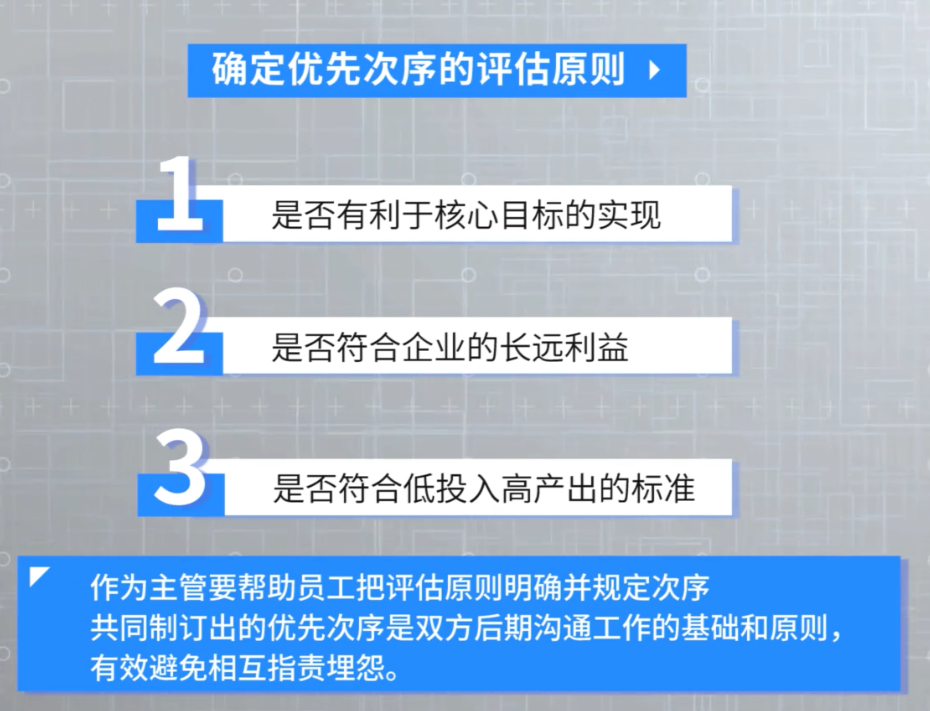 确定优先次序的评估原则
1
是否有利于核心目标的实现
2
是否符合企业的长远利益
3
是否符合低投入高产出的标准
作为主管要帮助员工把评估原则明确并规定次序
共同制订出的优先次序是双方后期沟通工作的基础和原则，
有效避免相互指责埋怨。